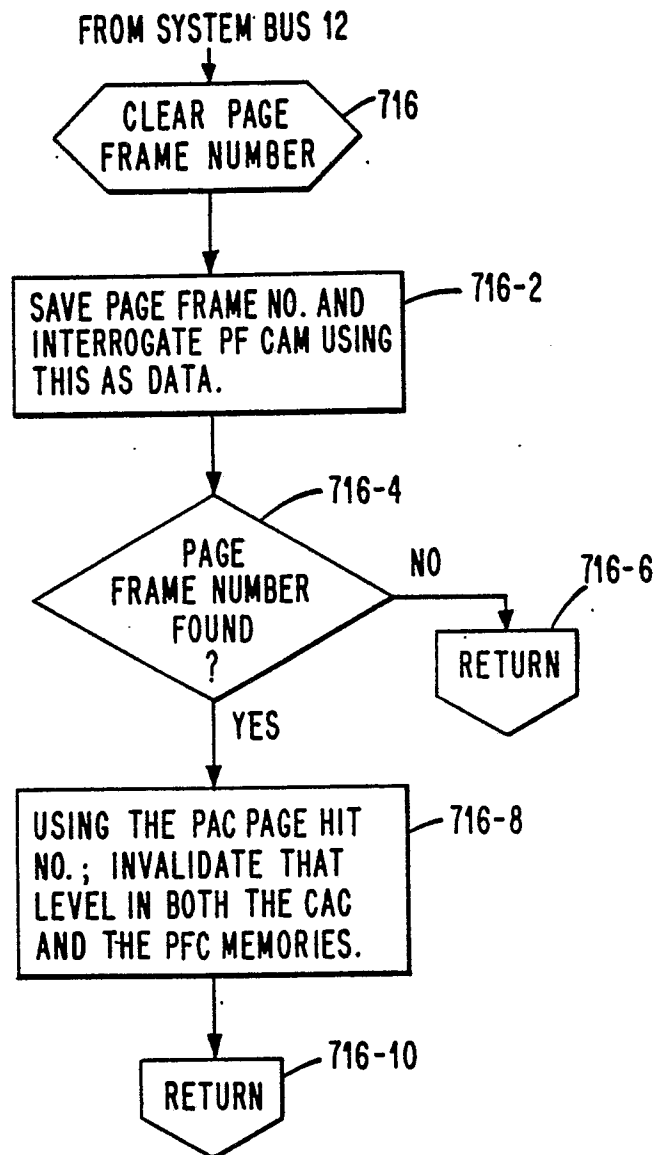 FROM SYSTEM BUS 12
CLEAR PAGE
FRAME NUMBER
716
SAVE PAGE FRAME NO. AND
INTERROGATE PF CAM USING
THIS AS DATA.
716-2
PAGE
FRAME NUMBER
FOUND
?
716-4
NO
716-6
RETURN
YES
USING THE PAC PAGE HIT
NO.; INVALIDATE THAT
LEVEL IN BOTH THE CAC
AND THE PFC MEMORIES.
716-8
RETURN
716-10